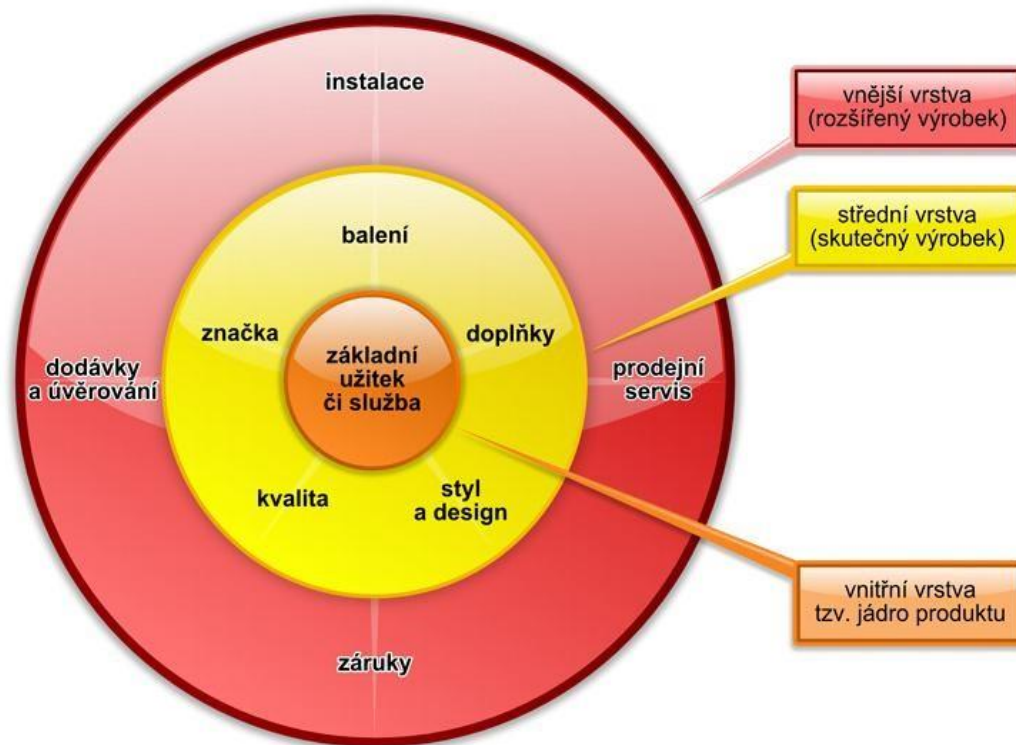 instalace
vnější vrstva
(rozšířený výrobek)
střední vrstva
(skutečný výrobek)
balení
značka
doplňky
základní
užitek
či služba
dodávky
a úvěrování
prodejní
servis
kvalita
styl
a design
vnitřní vrstva
tzv. jádro produktu
záruky